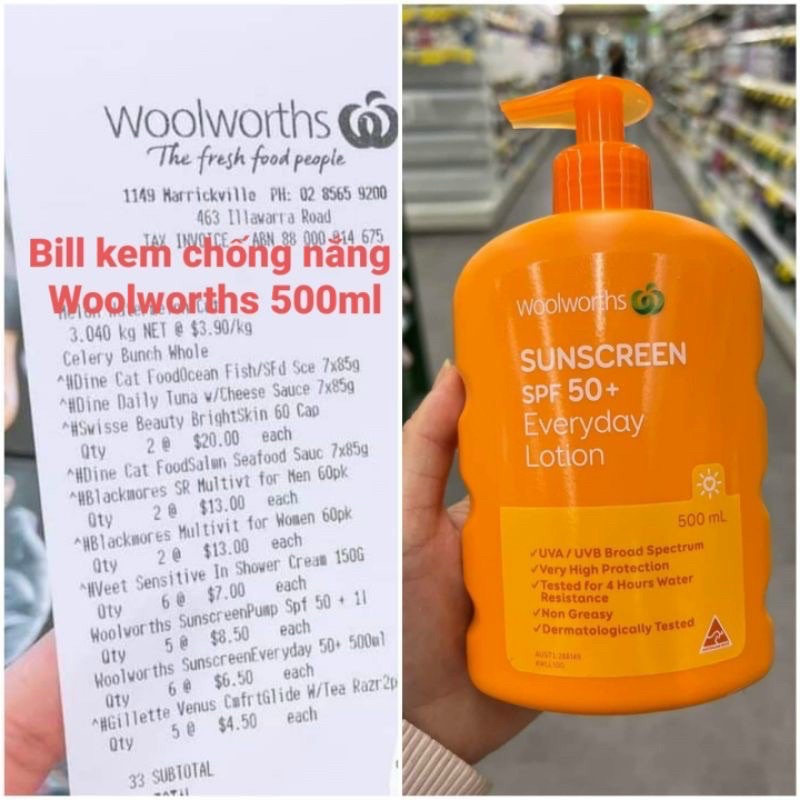 Woolworths
The fresh food people
1149 Marrickville PH: 02 8565 9200
463 Illawarra Road
TAX INVOICE - ABN 88 000 014 675
Bill kem chống nắng
Woolworths 500ml
3.040 kg NET @ $3.90/kg
Celery Bunch Whole
^#Dine Cat FoodOcean Fish/SFd Sce 7x85g
^#Dine Daily Tuna w/Cheese Sauce 7x85g
^#Swisse Beauty BrightSkin 60 Cap
Qty 2 @ $20.00 each
^#Dine Cat FoodSalmn Seafood Sauc 7x85g
^#Blackmores SR Multivt for Men 60pk
Qty 2 @ $13.00 each
^#Blackmores Multivit for Women 60pk
Qty 2 @ $13.00 each
^#Veet Sensitive In Shower Cream 150G
Qty 6 @ $7.00 each
Woolworths SunscreenPump Spf 50 + 1l
Qty 5 @ $8.50 each
Woolworths SunscreenEveryday 50+ 500ml
Qty 6 @ $6.50 each
^#Gillette Venus CmfrtGlide W/Tea Razr2p
Qty 5 @ $4.50 each
33 SUBTOTAL
woolworths
SUNSCREEN
SPF 50+
Everyday
Lotion
500 mL
✓UVA / UVB Broad Spectrum
✓Very High Protection
✓Tested for 4 Hours Water
Resistance
✓Non Greasy
✓Dermatologically Tested